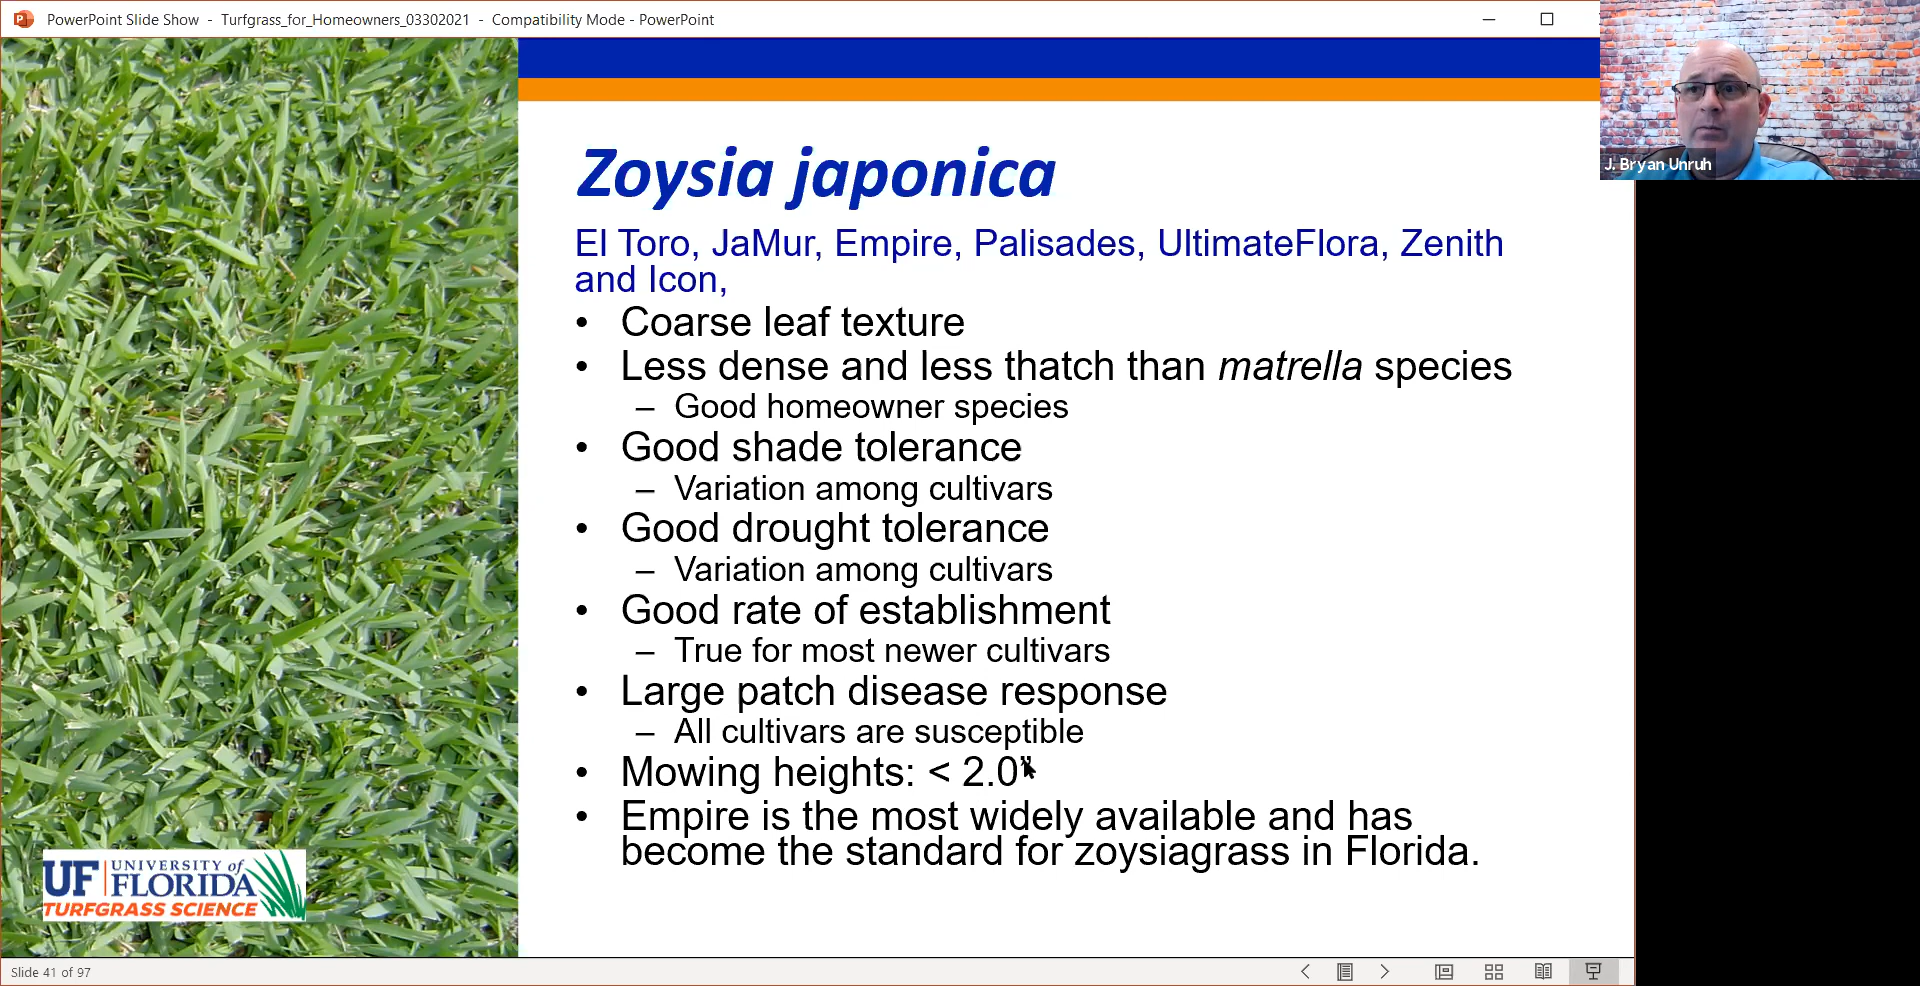 PowerPoint Slide Show - Turfgrass_for_Homeowners_03302021 - Compatibility Mode - PowerPoint
J. Bryan Unruh
Zoysia japonica
El Toro, JaMur, Empire, Palisades, UltimateFlora, Zenith
and Icon,
• Coarse leaf texture
• Less dense and less thatch than matrella species
– Good homeowner species
• Good shade tolerance
– Variation among cultivars
• Good drought tolerance
– Variation among cultivars
• Good rate of establishment
– True for most newer cultivars
• Large patch disease response
– All cultivars are susceptible
• Mowing heights: < 2.0"
• Empire is the most widely available and has
become the standard for zoysiagrass in Florida.
UF UNIVERSITY of
FLORIDA
TURFGRASS SCIENCE
Slide 41 of 97